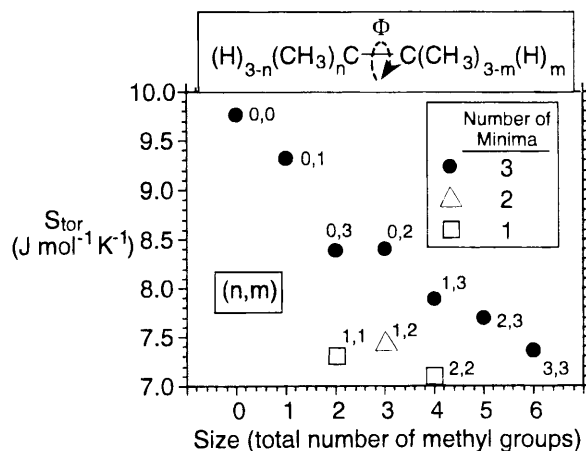 Φ
(H)3-n(CH3)nC—C(CH3)3-m(H)m
10.0
9.5
9.0
8.5
8.0
7.5
7.0
Stor
(J mol-1 K-1)
Number of
Minima
3
2
1
(n,m)
0,0
0,1
0,3
0,2
1,3
2,3
3,3
1,1
1,2
2,2
0 1 2 3 4 5 6
Size (total number of methyl groups)